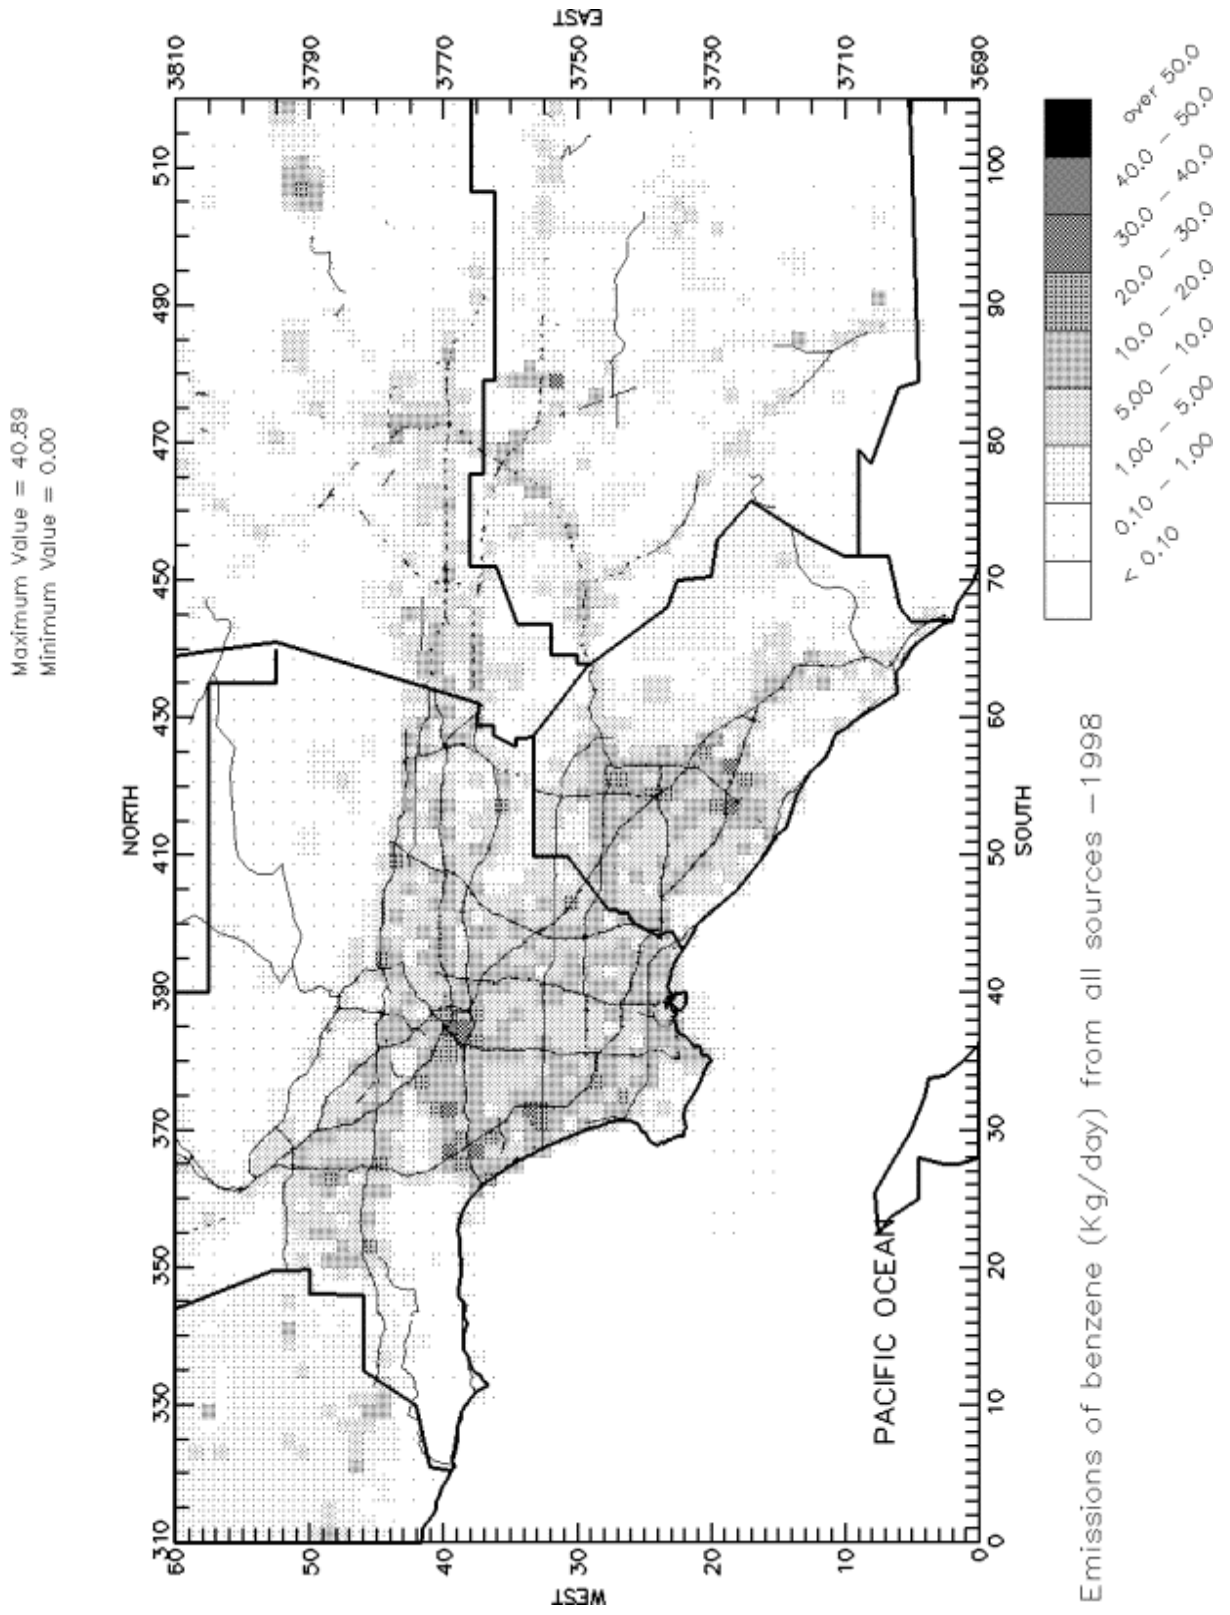 Maximum Value = 40.89
Minimum Value = 0.00
NORTH
310 330 350 370 390 410 430 450 470 490 510
WEST
60
50
40
30
20
10
0
EAST
3810
3790
3770
3750
3730
3710
3690
PACIFIC OCEAN
0 10 20 30 40 50 60 70 80 90 100
SOUTH
< 0.10
0.10 - 1.00
1.00 - 5.00
5.00 - 10.0
10.0 - 20.0
20.0 - 30.0
30.0 - 40.0
40.0 - 50.0
over 50.0
Emissions of benzene (Kg/day) from all sources -1998